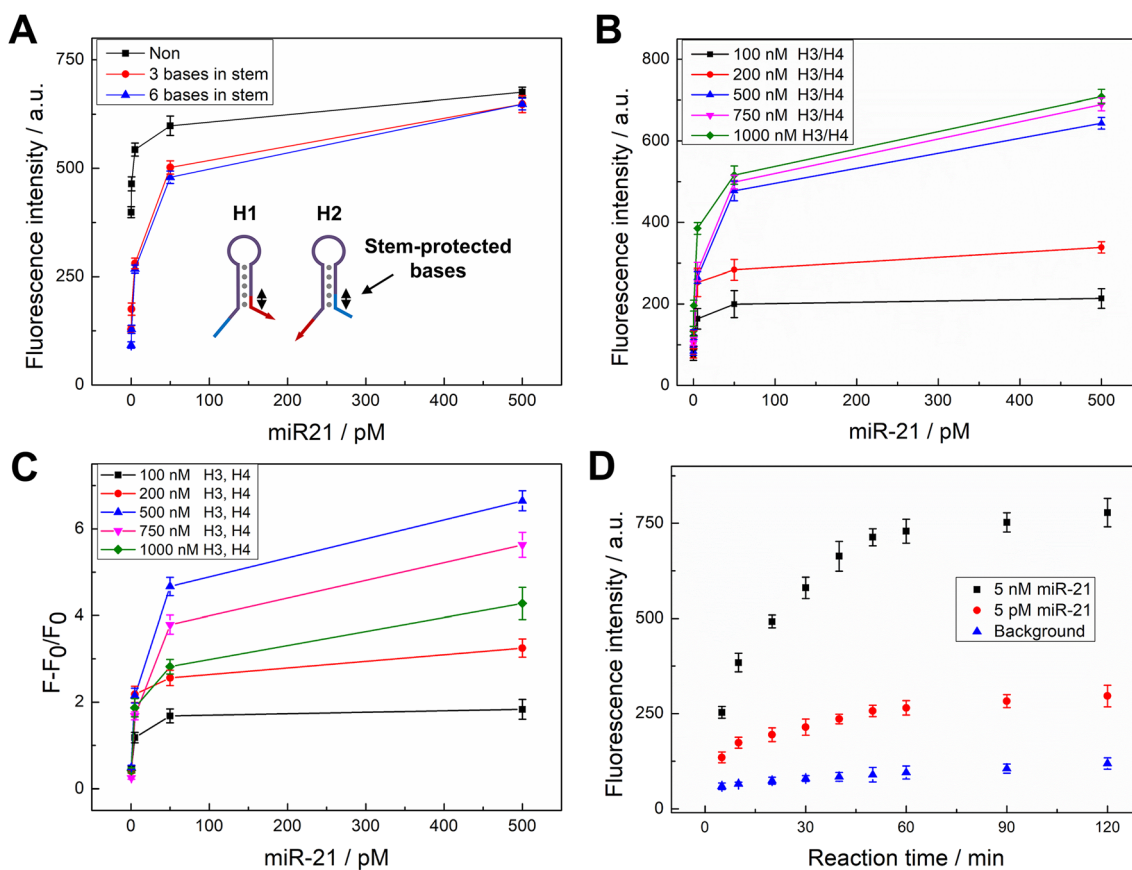 A
Fluorescence intensity / a.u.
750
500
250
0
Non
3 bases in stem
6 bases in stem
H1
H2
Stem-protected
bases
0
100
200
300
400
500
miR21 / pM
B
Fluorescence intensity / a.u.
800
600
400
200
0
100 nM H3/H4
200 nM H3/H4
500 nM H3/H4
750 nM H3/H4
1000 nM H3/H4
0
100
200
300
400
500
miR-21 / pM
C
F-F0/F0
6
4
2
0
100 nM H3, H4
200 nM H3, H4
500 nM H3, H4
750 nM H3, H4
1000 nM H3, H4
0
100
200
300
400
500
miR-21 / pM
D
Fluorescence intensity / a.u.
750
500
250
0
5 nM miR-21
5 pM miR-21
Background
0
30
60
90
120
Reaction time / min